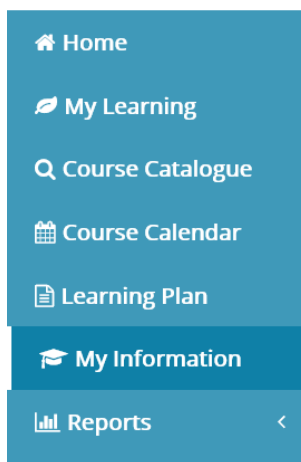 Home
My Learning
Course Catalogue
Course Calendar
Learning Plan
My Information
Reports